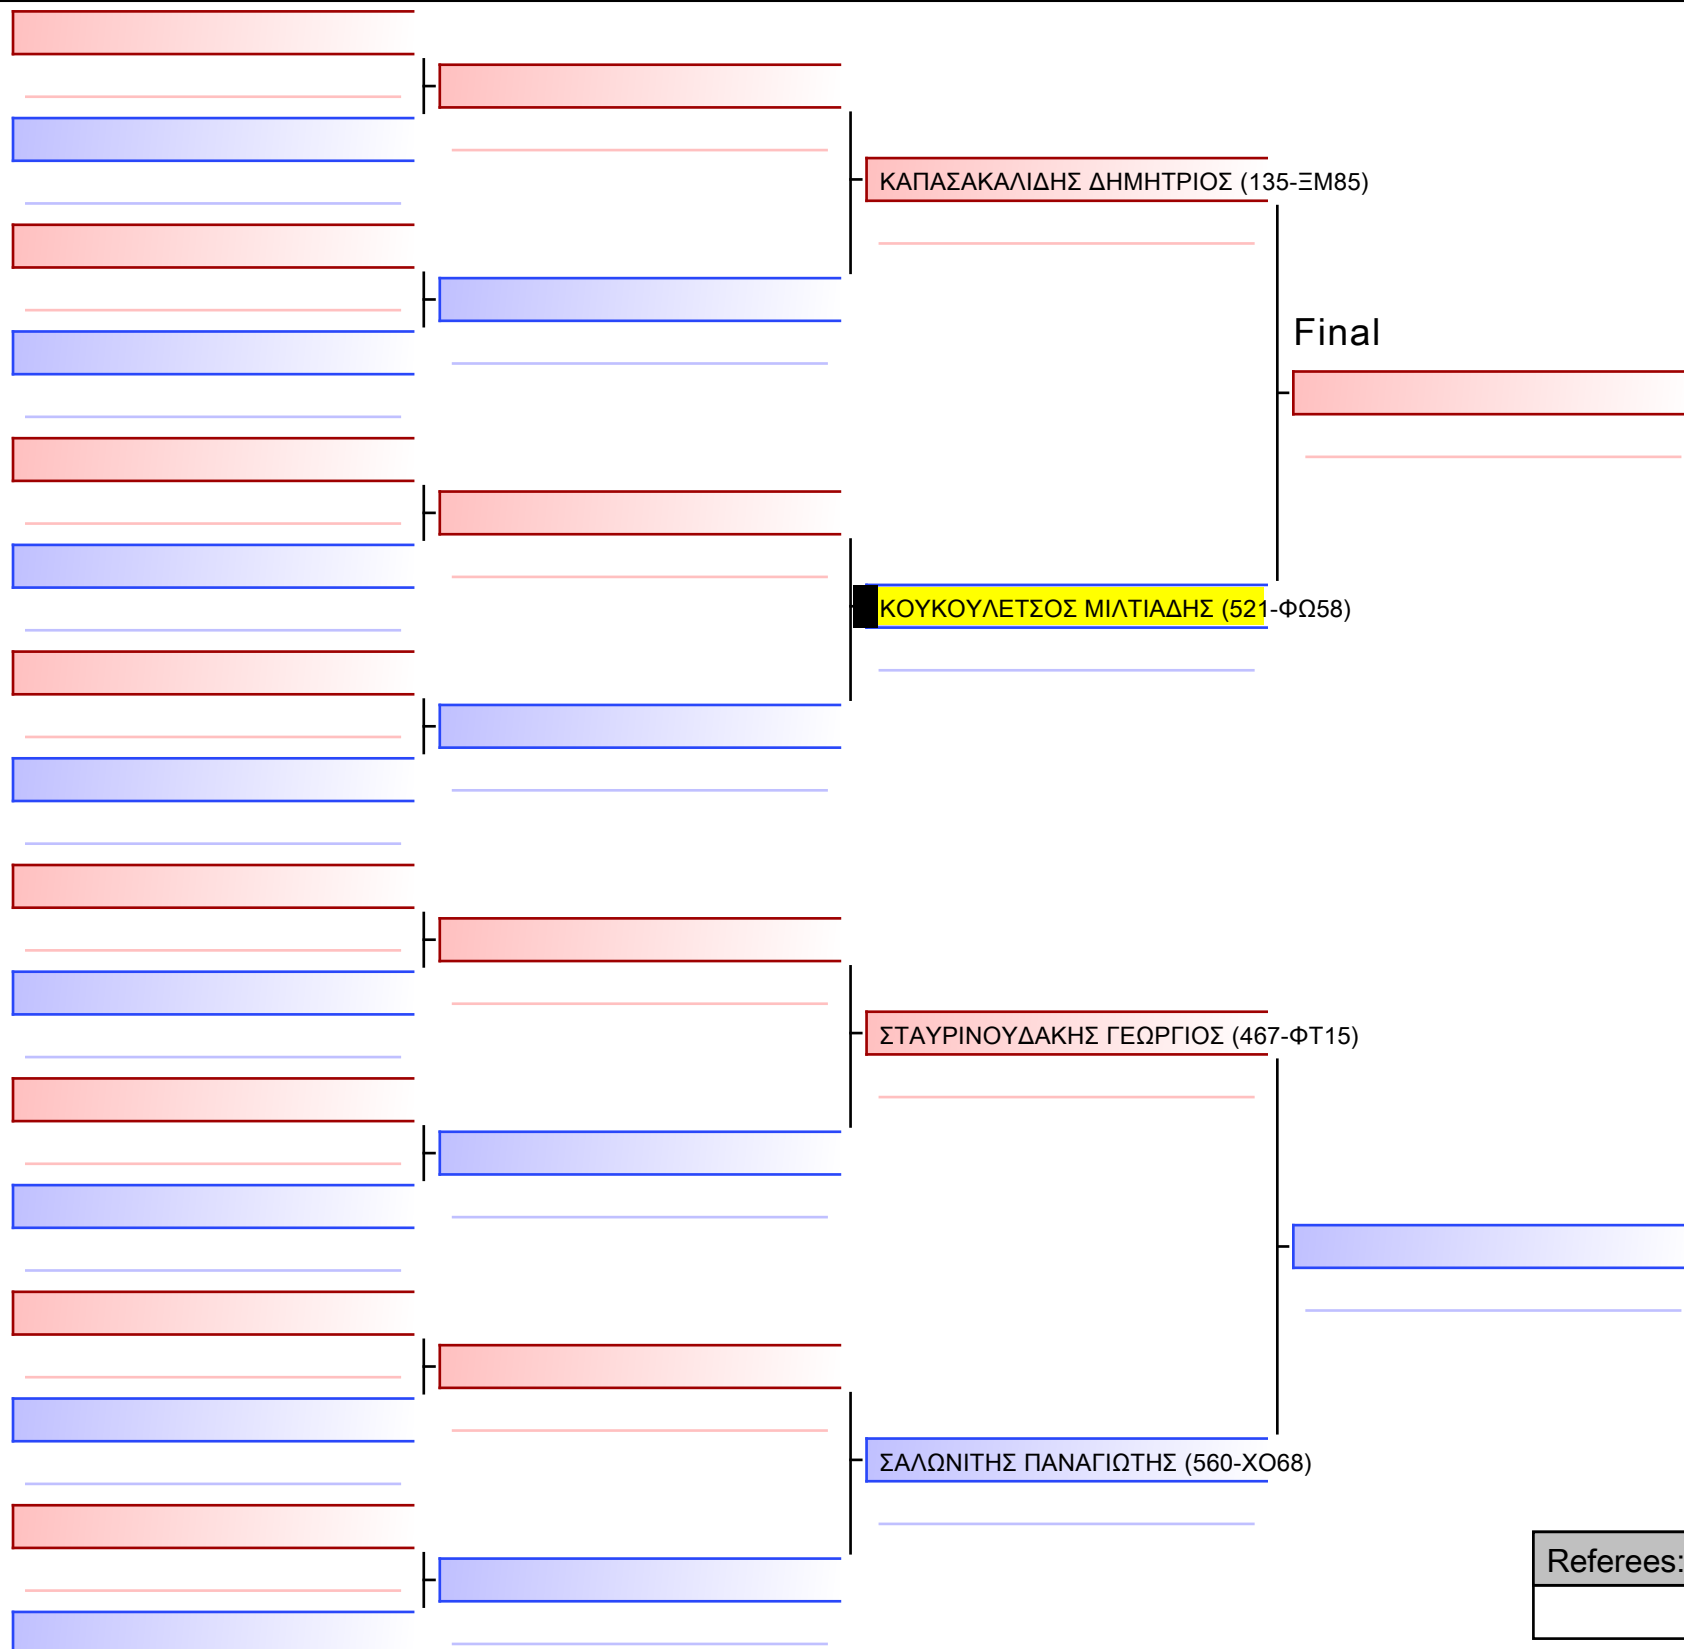 ΚΑΠΑΣΑΚΑΛΙΔΗΣ ΔΗΜΗΤΡΙΟΣ (135-ΞΜ85)
Final
ΚΟΥΚΟΥΛΕΤΣΟΣ ΜΙΛΤΙΑΔΗΣ (521-ΦΩ58)
ΣΤΑΥΡΙΝΟΥΔΑΚΗΣ ΓΕΩΡΓΙΟΣ (467-ΦΤ15)
ΣΑΛΩΝΙΤΗΣ ΠΑΝΑΓΙΩΤΗΣ (560-ΧΟ68)
Referees: